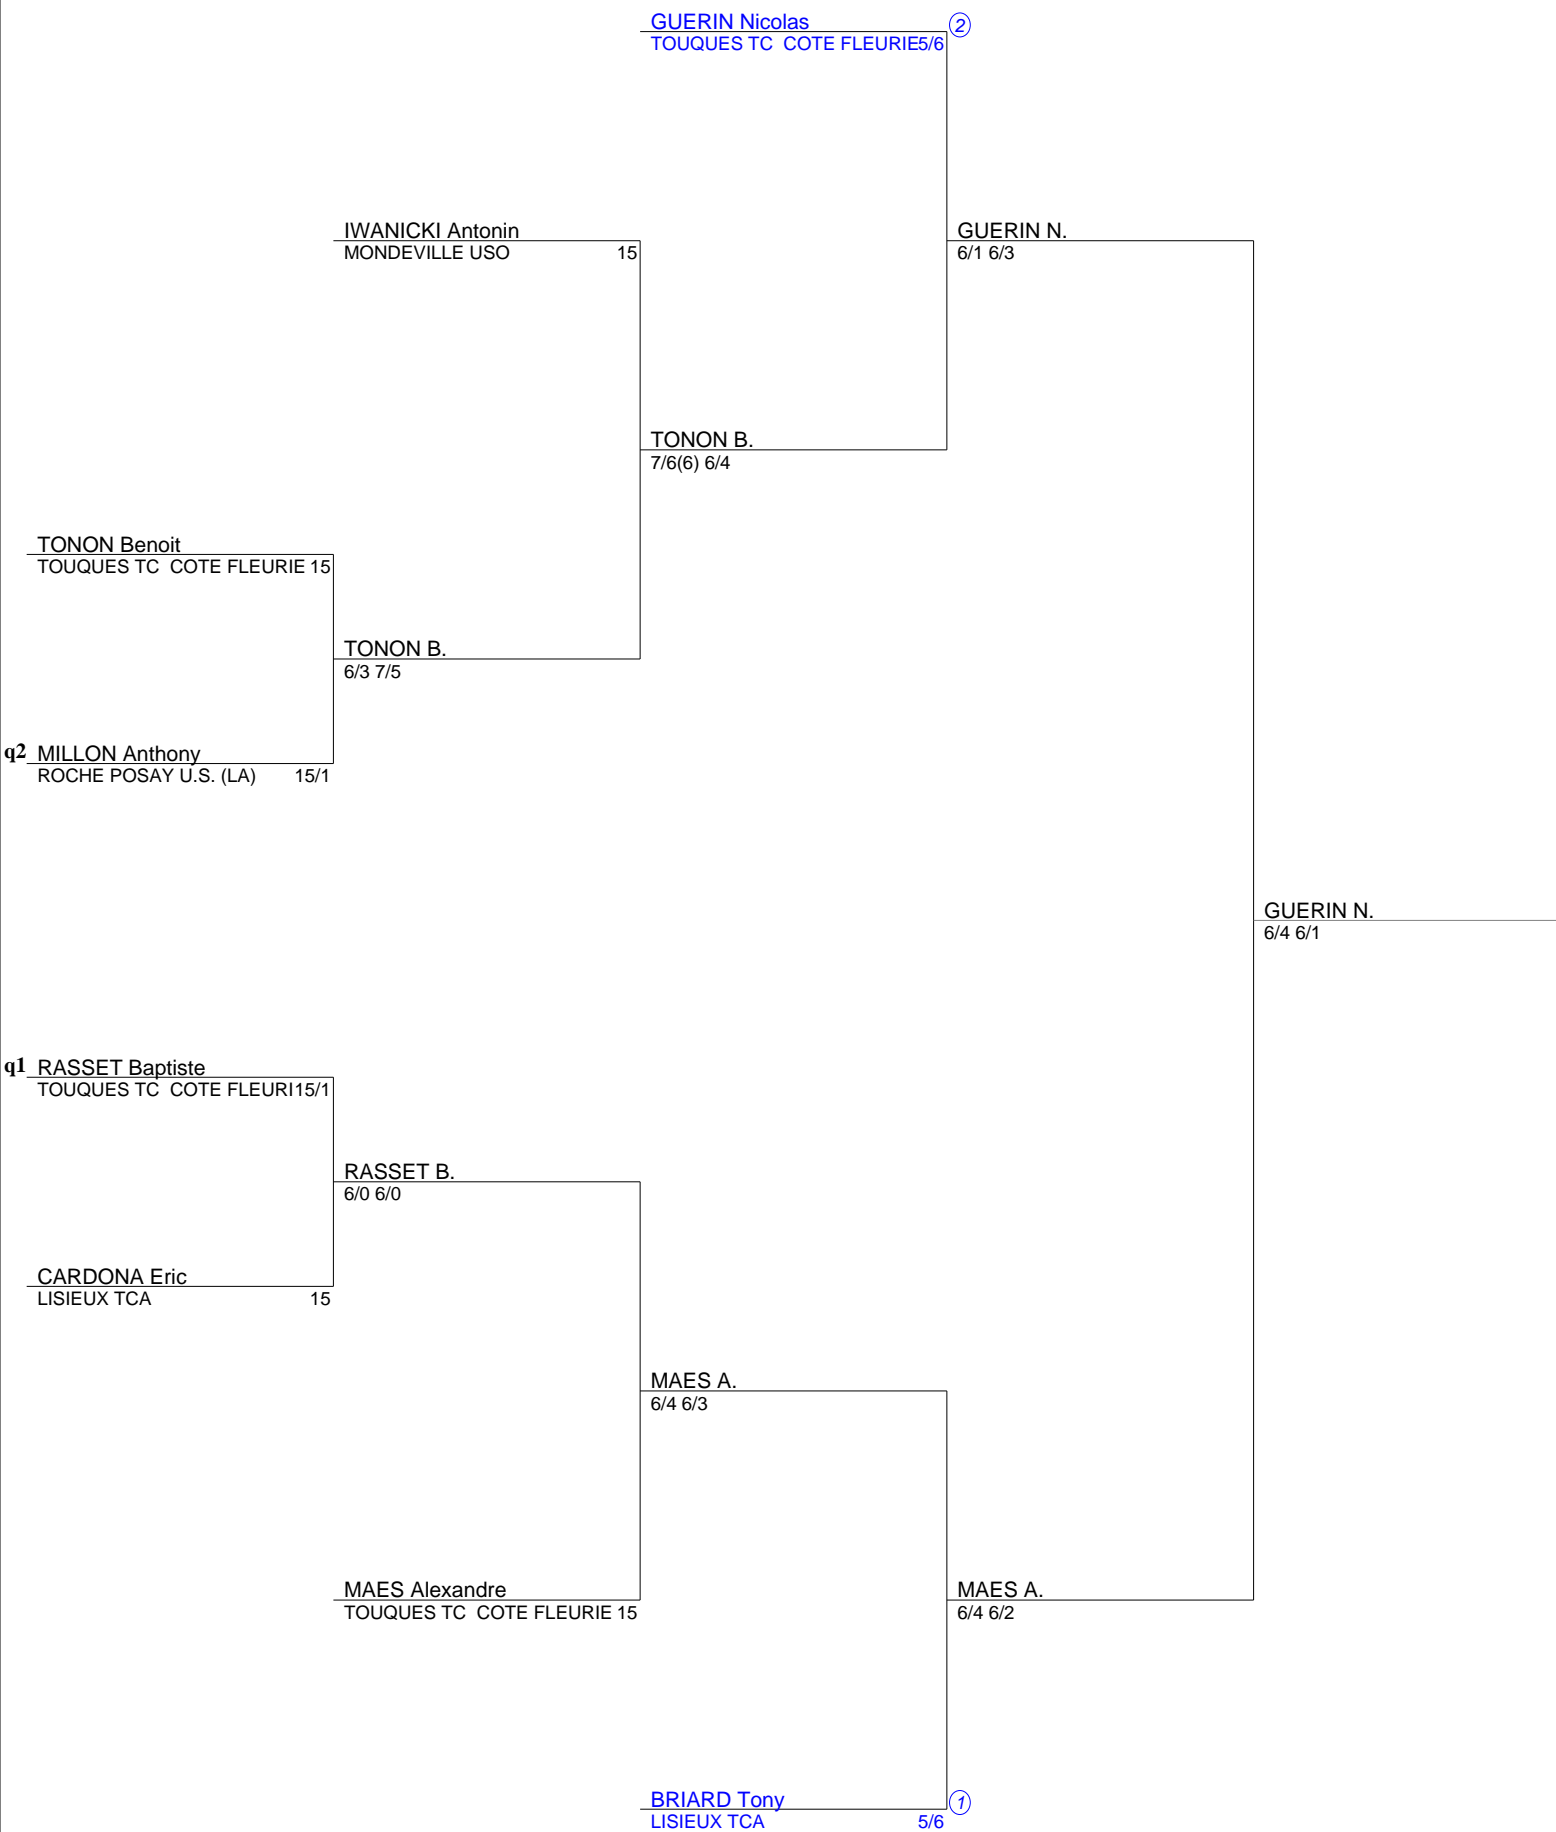 GUERIN Nicolas 2
TOUQUES TC COTE FLEURIE5/6
IWANICKI Antonin
MONDEVILLE USO 15
GUERIN N.
6/1 6/3
TONON B.
7/6(6) 6/4
TONON Benoit
TOUQUES TC COTE FLEURIE 15
TONON B.
6/3 7/5
q2 MILLON Anthony
ROCHE POSAY U.S. (LA) 15/1
GUERIN N.
6/4 6/1
q1 RASSET Baptiste
TOUQUES TC COTE FLEURI15/1
RASSET B.
6/0 6/0
CARDONA Eric
LISIEUX TCA 15
MAES A.
6/4 6/3
MAES Alexandre
TOUQUES TC COTE FLEURIE 15
MAES A.
6/4 6/2
BRIARD Tony 1
LISIEUX TCA 5/6